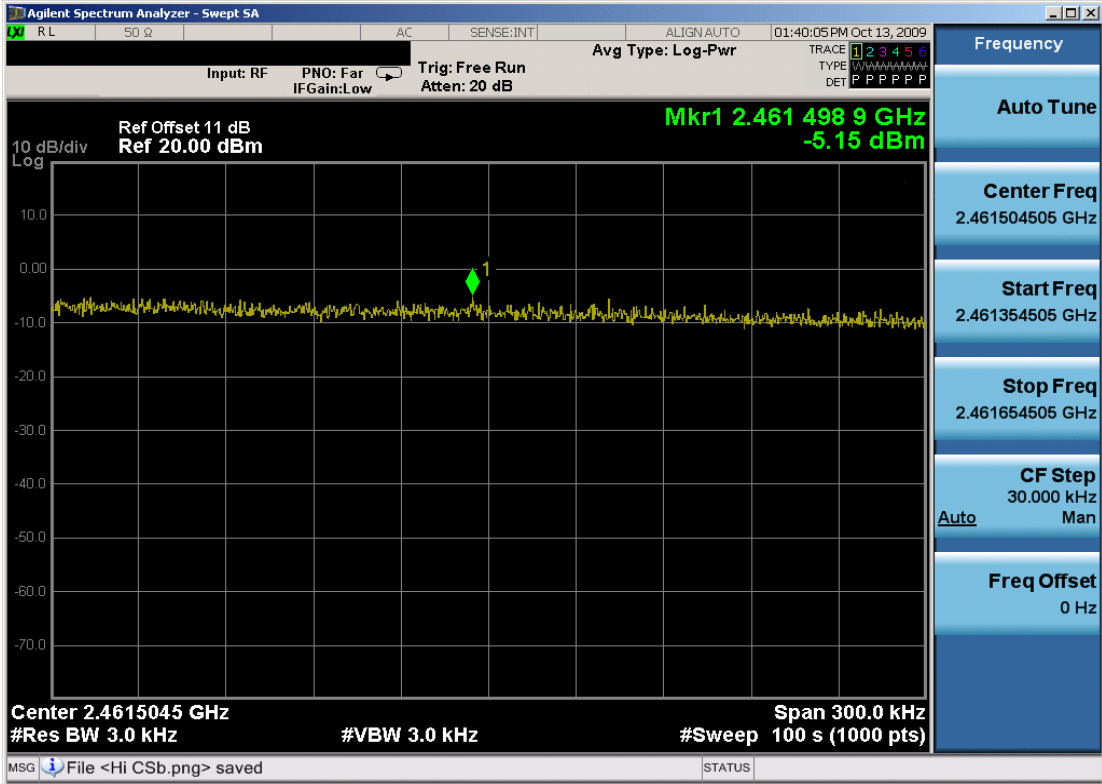 Agilent Spectrum Analyzer - Swept SA
LXI RL 50 Ω AC SENSE:INT ALIGN AUTO 01:40:05 PM Oct 13, 2009
Input: RF PNO: Far IFGain:Low Trig: Free Run Atten: 20 dB Avg Type: Log-Pwr
TRACE 1 2 3 4 5 6
TYPE
DET P P P P P P
Ref Offset 11 dB
10 dB/div Ref 20.00 dBm
Log
Mkr1 2.461 498 9 GHz
-5.15 dBm
10.0
0.00
1
-10.0
-20.0
-30.0
-40.0
-50.0
-60.0
-70.0
Center 2.4615045 GHz Span 300.0 kHz
#Res BW 3.0 kHz #VBW 3.0 kHz #Sweep 100 s (1000 pts)
MSG File <Hi CSb.png> saved STATUS
Frequency
Auto Tune
Center Freq
2.461504505 GHz
Start Freq
2.461354505 GHz
Stop Freq
2.461654505 GHz
CF Step
30.000 kHz
Auto Man
Freq Offset
0 Hz